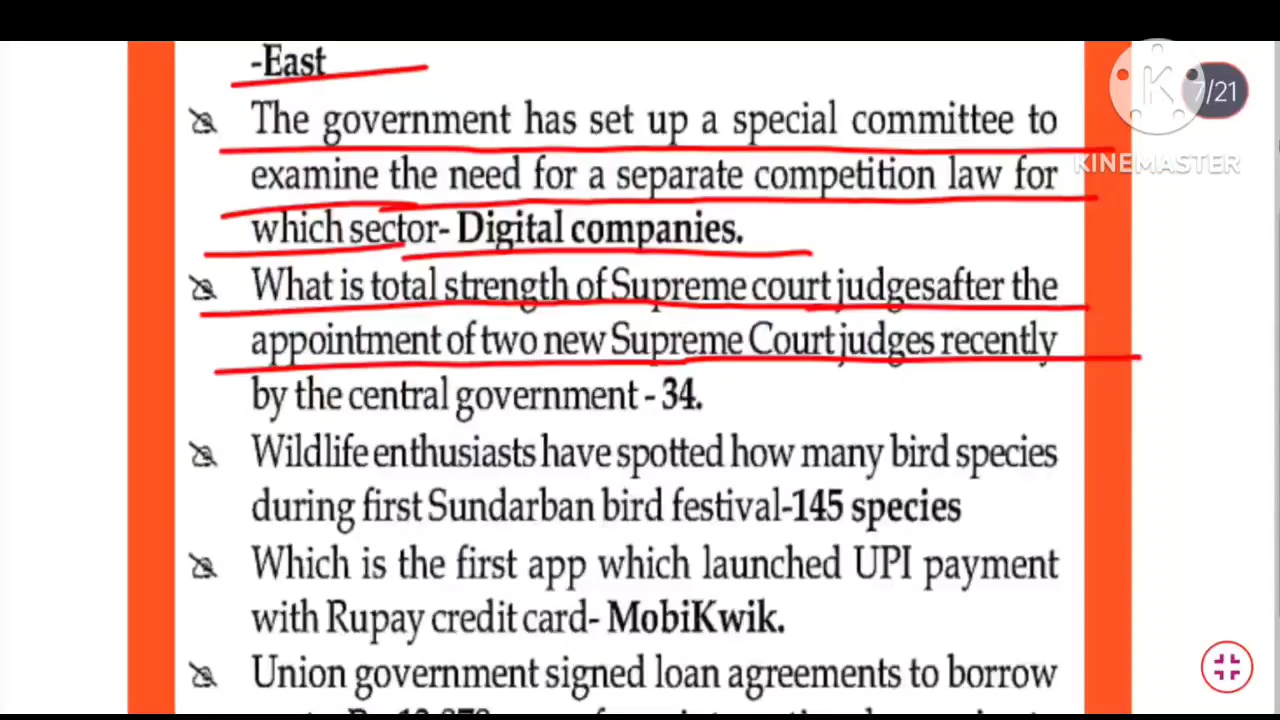 -East
7/21
KINEMASTER
The government has set up a special committee to
examine the need for a separate competition law for
which sector- Digital companies.
What is total strength of Supreme court judgesafter the
appointment of two new Supreme Court judges recently
by the central government - 34.
Wildlife enthusiasts have spotted how many bird species
during first Sundarban bird festival-145 species
Which is the first app which launched UPI payment
with Rupay credit card- MobiKwik.
Union government signed loan agreements to borrow